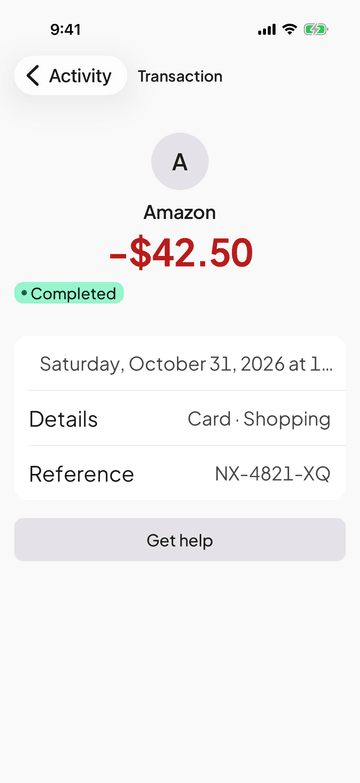 9:41
Activity Transaction
A
Amazon
−$42.50
Completed
Saturday, October 31, 2026 at 1…
Details Card · Shopping
Reference NX-4821-XQ
Get help